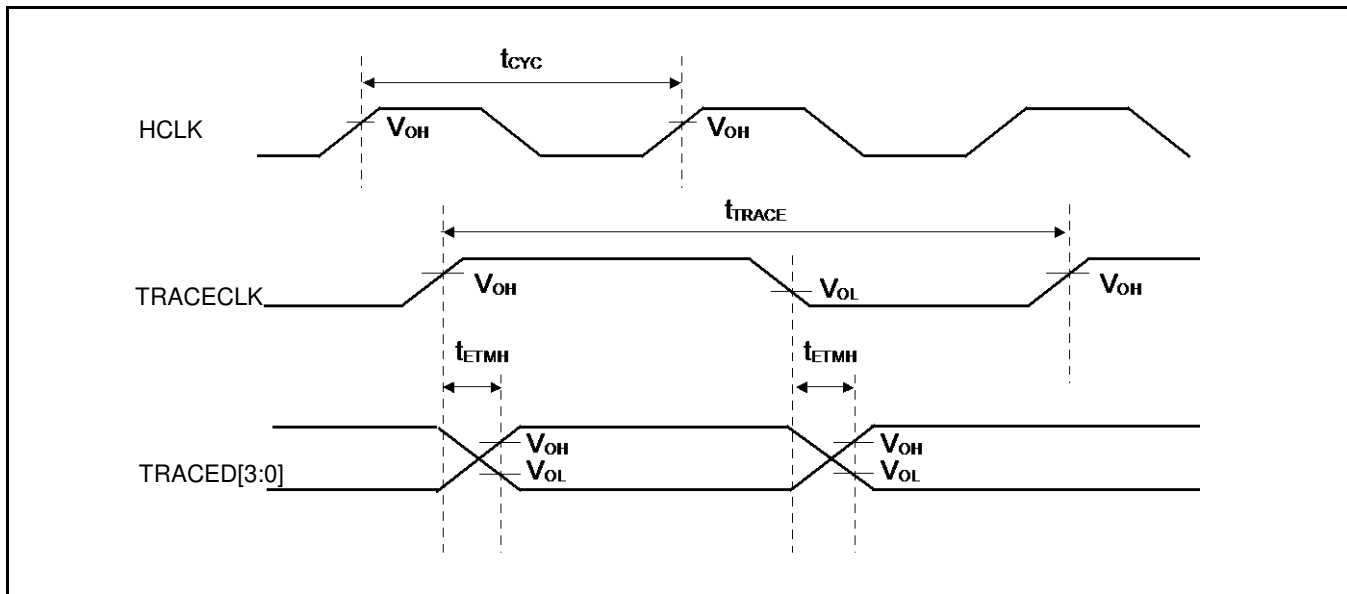 tCYC
HCLK
VOH
VOH
tTRACE
TRACECLK
VOH
VOL
VOH
tETMH
tETMH
TRACED[3:0]
VOH
VOL
VOH
VOL